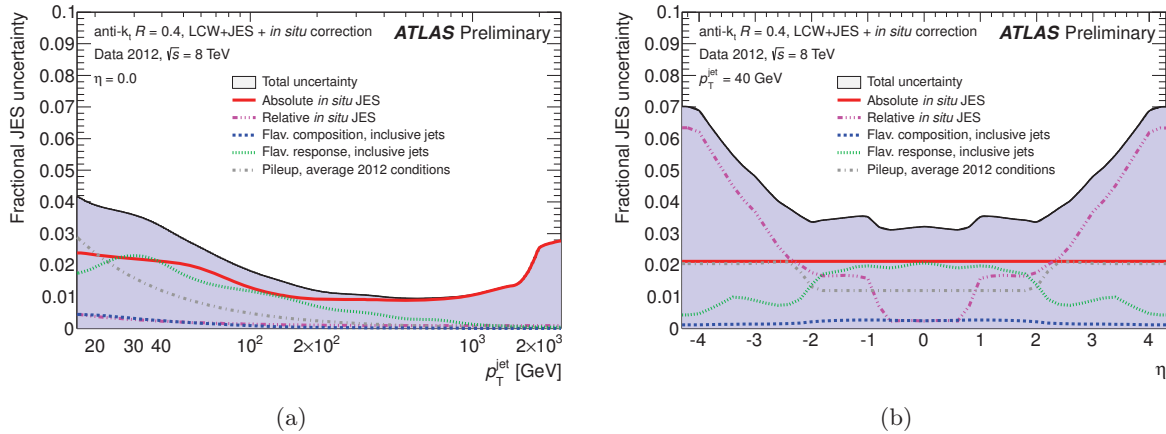 0.1
0.09
0.08
0.07
0.06
0.05
0.04
0.03
0.02
0.01
0
Fractional JES uncertainty
anti-kt R = 0.4, LCW+JES + in situ correction
ATLAS Preliminary
Data 2012, √s = 8 TeV
η = 0.0
Total uncertainty
Absolute in situ JES
Relative in situ JES
Flav. composition, inclusive jets
Flav. response, inclusive jets
Pileup, average 2012 conditions
20 30 40 10² 2×10² 10³ 2×10³
p_T^jet [GeV]
(a)
0.1
0.09
0.08
0.07
0.06
0.05
0.04
0.03
0.02
0.01
0
Fractional JES uncertainty
anti-kt R = 0.4, LCW+JES + in situ correction
ATLAS Preliminary
Data 2012, √s = 8 TeV
p_T^jet = 40 GeV
Total uncertainty
Absolute in situ JES
Relative in situ JES
Flav. composition, inclusive jets
Flav. response, inclusive jets
Pileup, average 2012 conditions
-4 -3 -2 -1 0 1 2 3 4
η
(b)